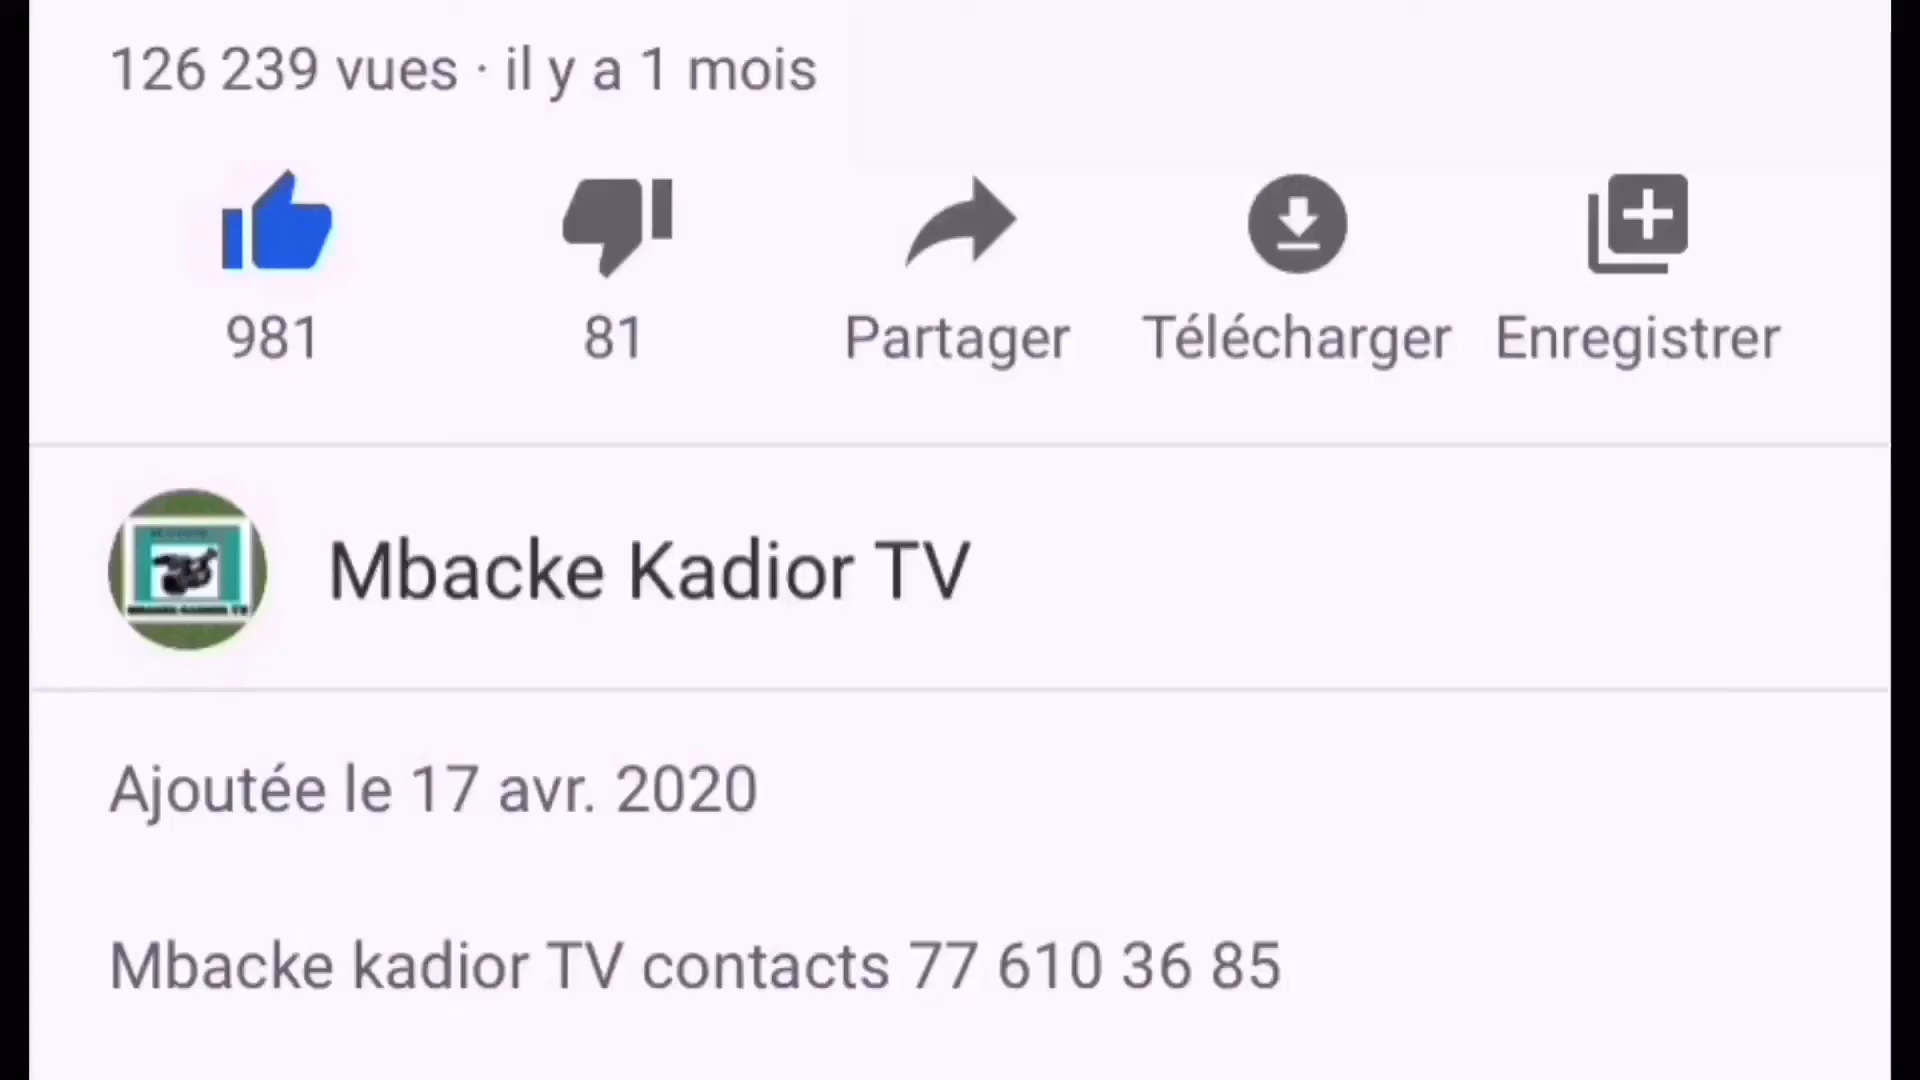 126 239 vues · il y a 1 mois
981
81
Partager
Télécharger
Enregistrer
Mbacke Kadior TV
Ajoutée le 17 avr. 2020
Mbacke kadior TV contacts 77 610 36 85